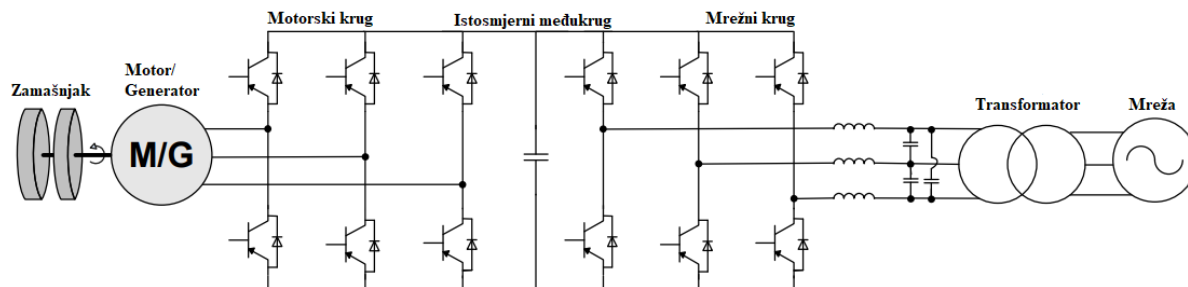 Motorski krug
Istosmjerni međukrug
Mrežni krug
Zamašnjak
Motor/
Generator
M/G
Transformator
Mreža